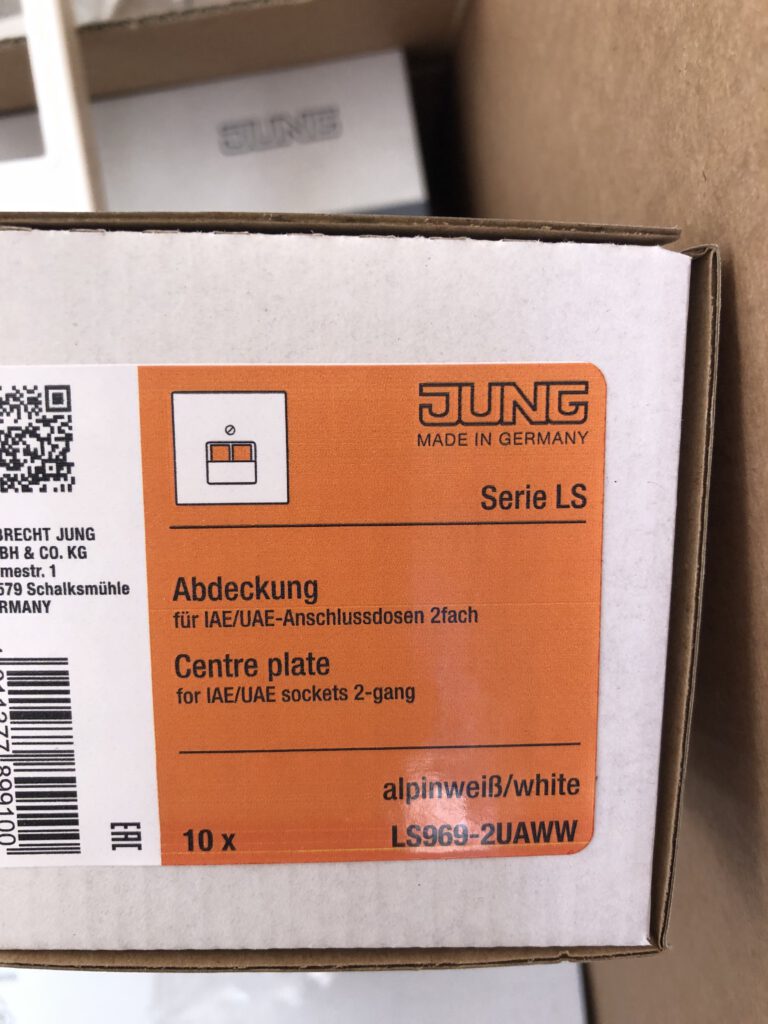 JUNG
JUNG
MADE IN GERMANY
Serie LS
BRECHT JUNG
BH & CO. KG
mestr. 1
579 Schalksmühle
RMANY
Abdeckung
für IAE/UAE-Anschlussdosen 2fach
Centre plate
for IAE/UAE sockets 2-gang
alpinweiß/white
10 x
LS969-2UAWW
899100
EAC